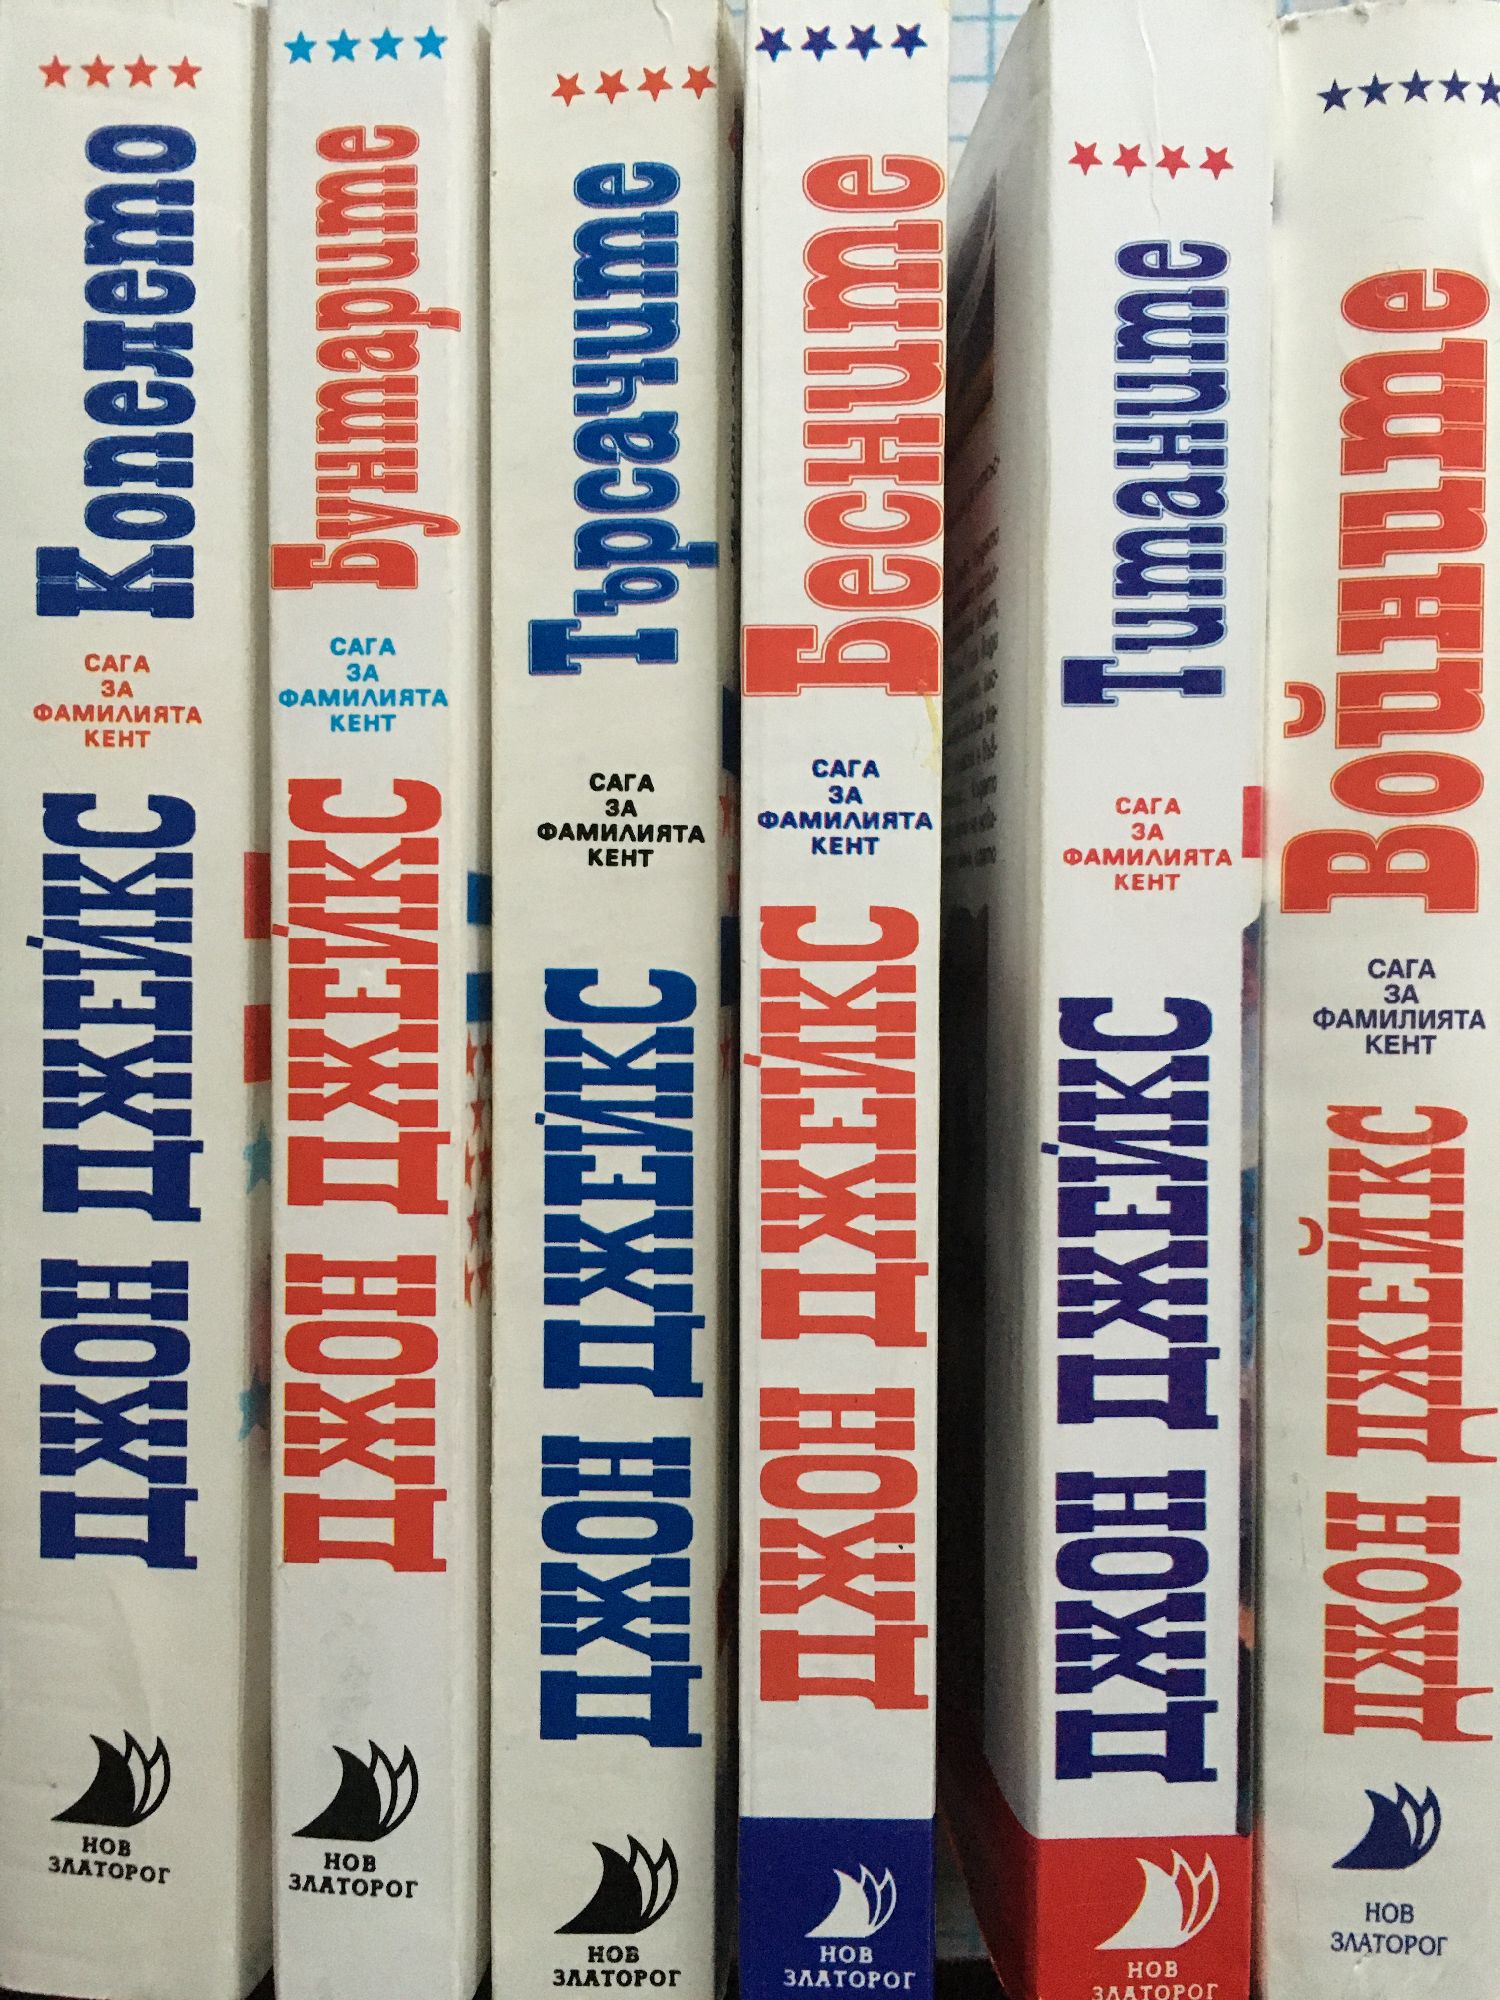 Копелето
САГА
ЗА
ФАМИЛИЯТА
КЕНТ
ДЖОН ДЖЕЙКС
НОВ
ЗЛАТОРОГ
Бунтарите
САГА
ЗА
ФАМИЛИЯТА
КЕНТ
ДЖОН ДЖЕЙКС
НОВ
ЗЛАТОРОГ
Търсачите
САГА
ЗА
ФАМИЛИЯТА
КЕНТ
ДЖОН ДЖЕЙКС
НОВ
ЗЛАТОРОГ
Бесните
САГА
ЗА
ФАМИЛИЯТА
КЕНТ
ДЖОН ДЖЕЙКС
НОВ
ЗЛАТОРОГ
Титаните
САГА
ЗА
ФАМИЛИЯТА
КЕНТ
ДЖОН ДЖЕЙКС
НОВ
ЗЛАТОРОГ
Войните
САГА
ЗА
ФАМИЛИЯТА
КЕНТ
ДЖОН ДЖЕЙКС
НОВ
ЗЛАТОРОГ